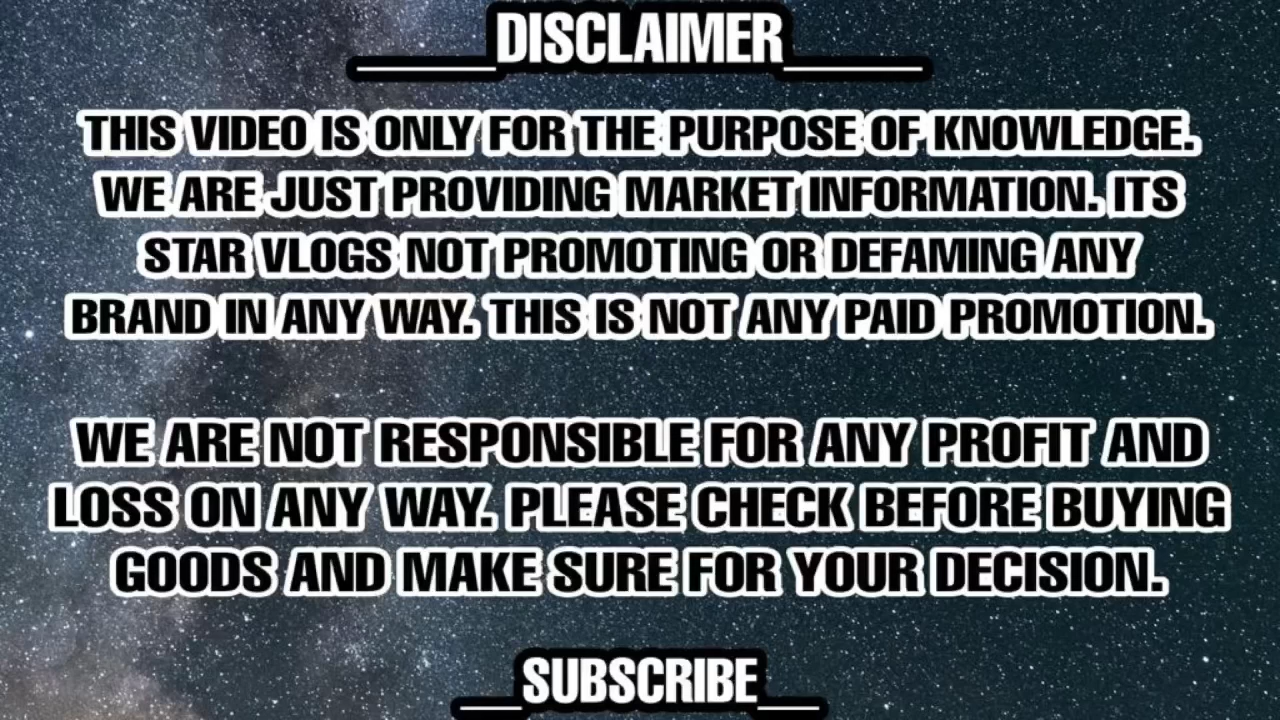 DISCLAIMER
THIS VIDEO IS ONLY FOR THE PURPOSE OF KNOWLEDGE.
WE ARE JUST PROVIDING MARKET INFORMATION. ITS
STAR VLOGS NOT PROMOTING OR DEFAMING ANY
BRAND IN ANY WAY. THIS IS NOT ANY PAID PROMOTION.
WE ARE NOT RESPONSIBLE FOR ANY PROFIT AND
LOSS ON ANY WAY. PLEASE CHECK BEFORE BUYING
GOODS AND MAKE SURE FOR YOUR DECISION.
SUBSCRIBE